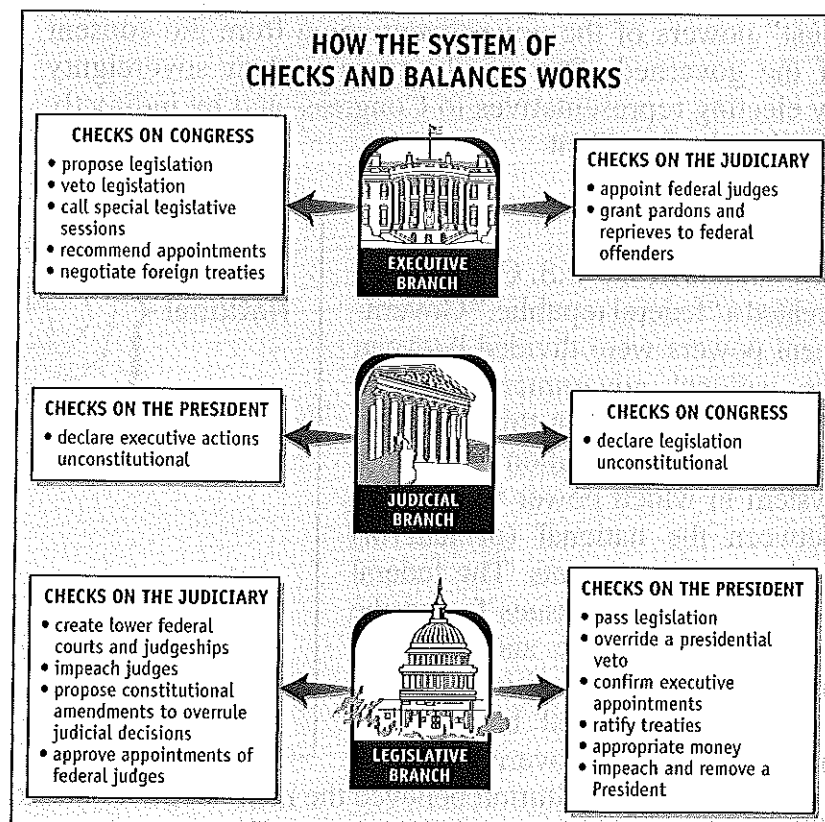 HOW THE SYSTEM OF
CHECKS AND BALANCES WORKS
CHECKS ON CONGRESS
• propose legislation
• veto legislation
• call special legislative
sessions
• recommend appointments
• negotiate foreign treaties
EXECUTIVE
BRANCH
CHECKS ON THE JUDICIARY
• appoint federal judges
• grant pardons and
reprieves to federal
offenders
CHECKS ON THE PRESIDENT
• declare executive actions
unconstitutional
JUDICIAL
BRANCH
CHECKS ON CONGRESS
• declare legislation
unconstitutional
CHECKS ON THE JUDICIARY
• create lower federal
courts and judgeships
• impeach judges
• propose constitutional
amendments to overrule
judicial decisions
• approve appointments of
federal judges
LEGISLATIVE
BRANCH
CHECKS ON THE PRESIDENT
• pass legislation
• override a presidential
veto
• confirm executive
appointments
• ratify treaties
• appropriate money
• impeach and remove a
President